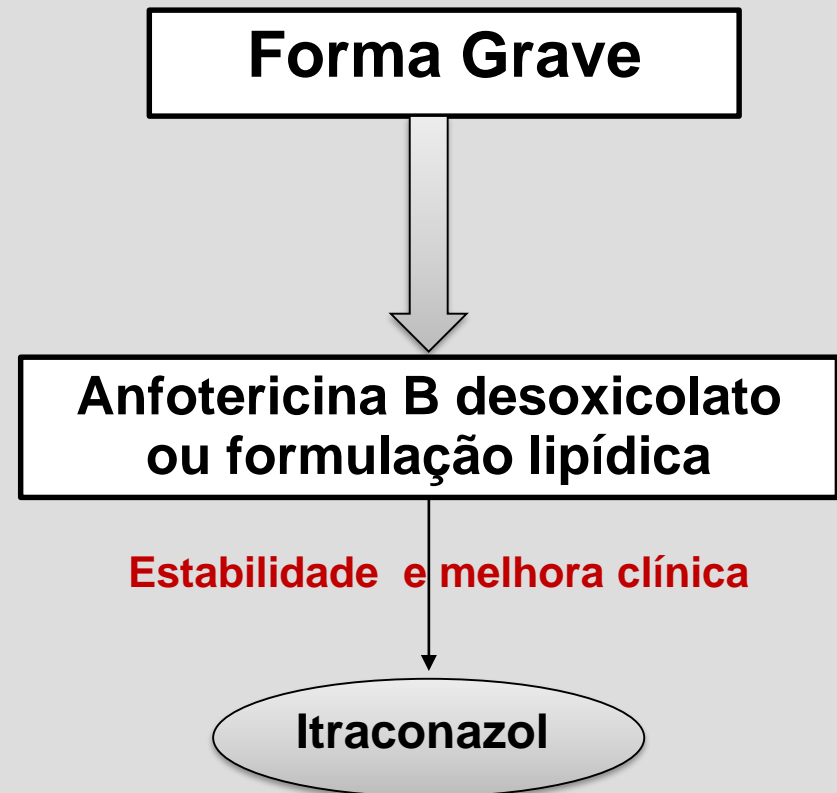 Forma Grave
Anfotericina B desoxicolato
ou formulação lipídica
Estabilidade e melhora clínica
Itraconazol